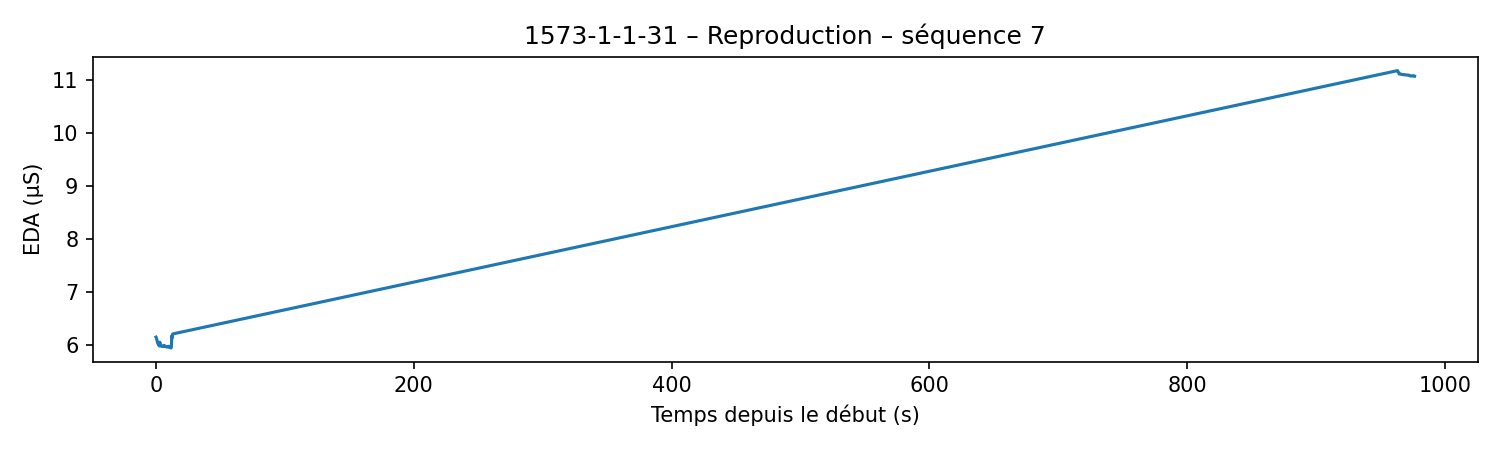 1573-1-1-31 – Reproduction – séquence 7
EDA (µS)
11
10
9
8
7
6
0 200 400 600 800 1000
Temps depuis le début (s)